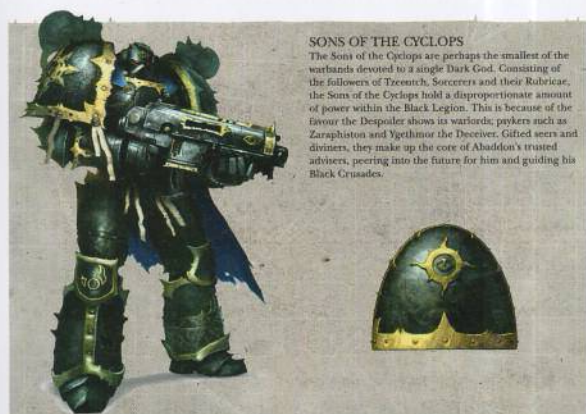 SONS OF THE CYCLOPS
The Sons of the Cyclops are perhaps the smallest of the
warbands devoted to a single Dark God. Consisting of
the followers of Tzeentch, Sorcerers and their Rubricae,
the Sons of the Cyclops hold a disproportionate amount
of power within the Black Legion. This is because of the
favour the Despoiler shows its warlords; psykers such as
Zaraphiston and Ygethmor the Deceiver. Gifted seers and
diviners, they make up the core of Abaddon's trusted
advisers, peering into the future for him and guiding his
Black Crusades.